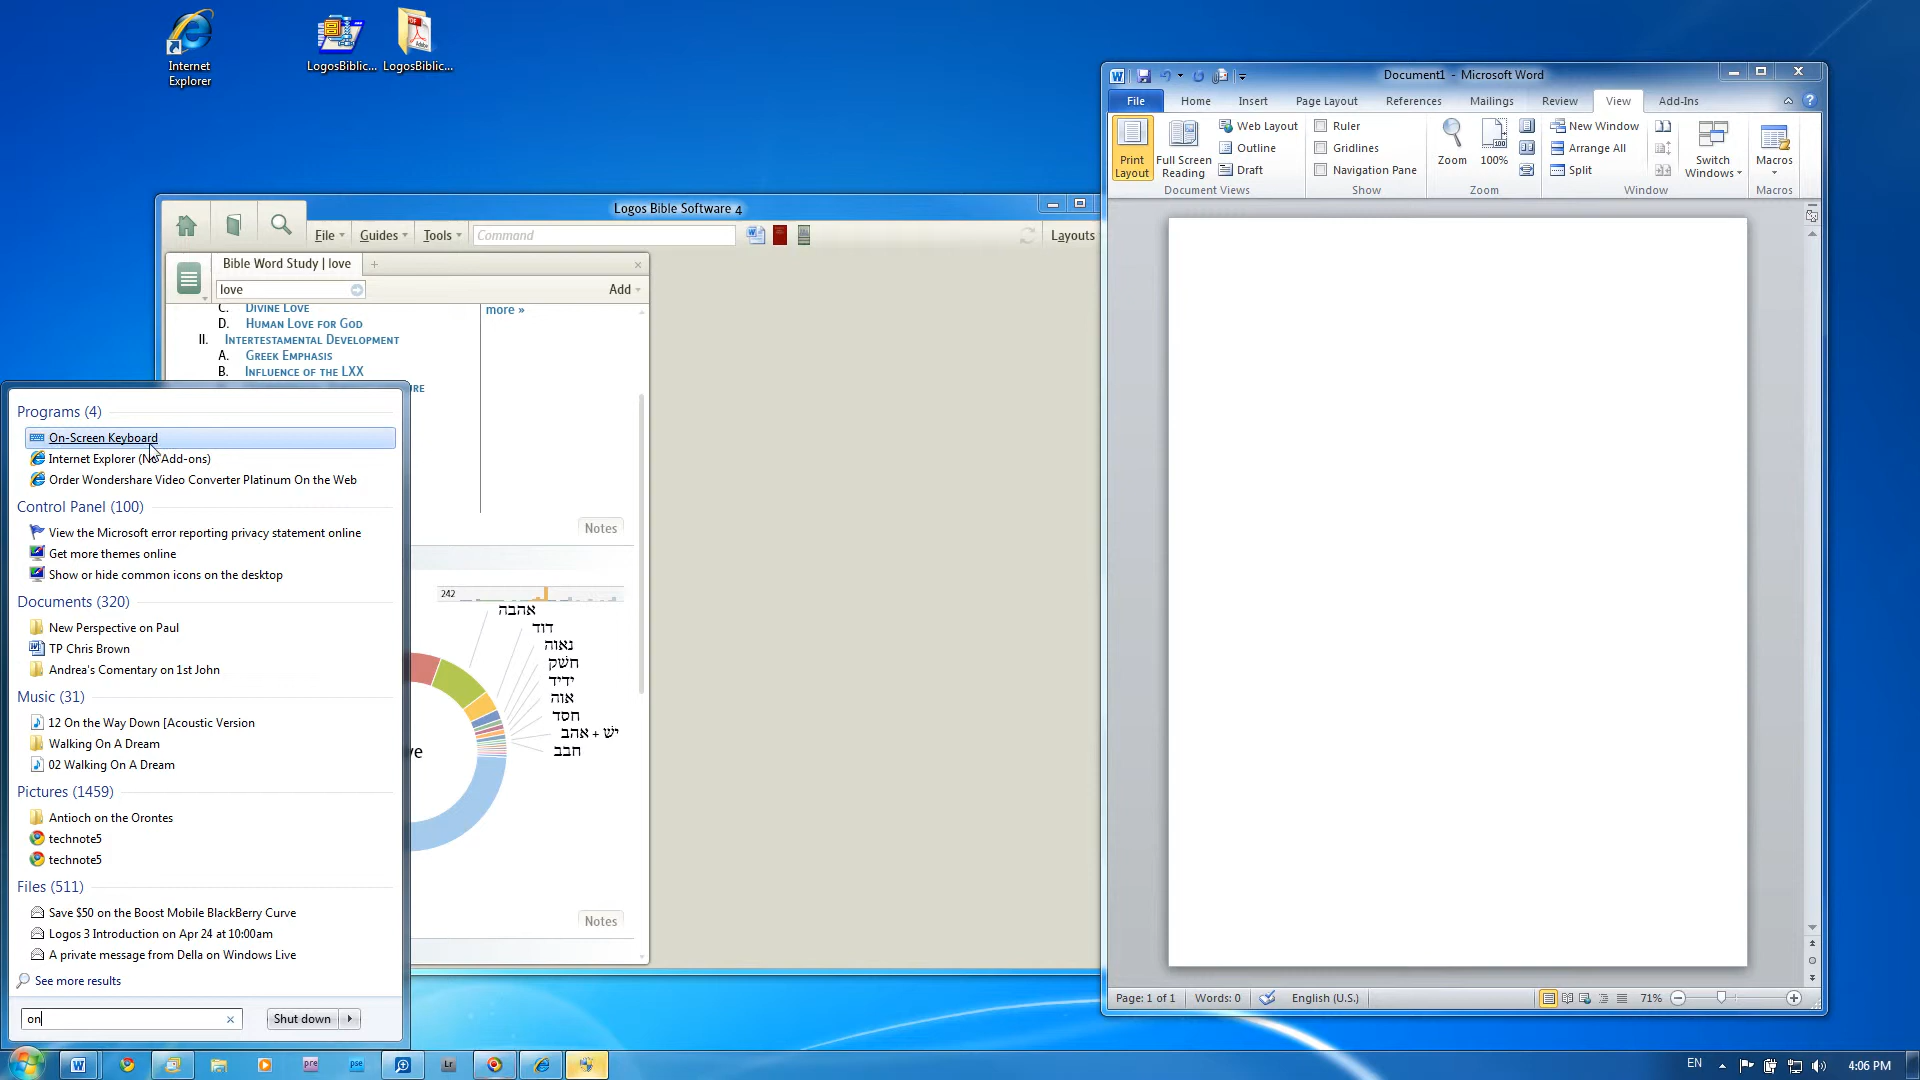 Internet
Explorer
LogosBiblic...
LogosBiblic...
Document1 - Microsoft Word
File Home Insert Page Layout References Mailings Review View Add-Ins
Print
Layout
Full Screen
Reading
Web Layout
Outline
Draft
Document Views
Ruler
Gridlines
Navigation Pane
Show
Zoom
100
100%
Zoom
New Window
Arrange All
Split
Switch
Windows
Window
Macros
Macros
Page: 1 of 1 Words: 0 English (U.S.) 71%
Logos Bible Software 4
File Guides Tools Command Layouts
Bible Word Study | love
love Add
C. Divine Love
D. Human Love for God
II. Intertestamental Development
A. Greek Emphasis
B. Influence of the LXX
more »
Notes
242
אהבה
דוד
נאוה
חשק
ידיד
אוה
חסד
יש + אהב
חבב
Notes
Programs (4)
On-Screen Keyboard
Internet Explorer (No Add-ons)
Order Wondershare Video Converter Platinum On the Web
Control Panel (100)
View the Microsoft error reporting privacy statement online
Get more themes online
Show or hide common icons on the desktop
Documents (320)
New Perspective on Paul
TP Chris Brown
Andrea's Comentary on 1st John
Music (31)
12 On the Way Down [Acoustic Version
Walking On A Dream
02 Walking On A Dream
Pictures (1459)
Antioch on the Orontes
technote5
technote5
Files (511)
Save $50 on the Boost Mobile BlackBerry Curve
Logos 3 Introduction on Apr 24 at 10:00am
A private message from Della on Windows Live
See more results
on
Shut down
pre
pse
Lr
EN
4:06 PM